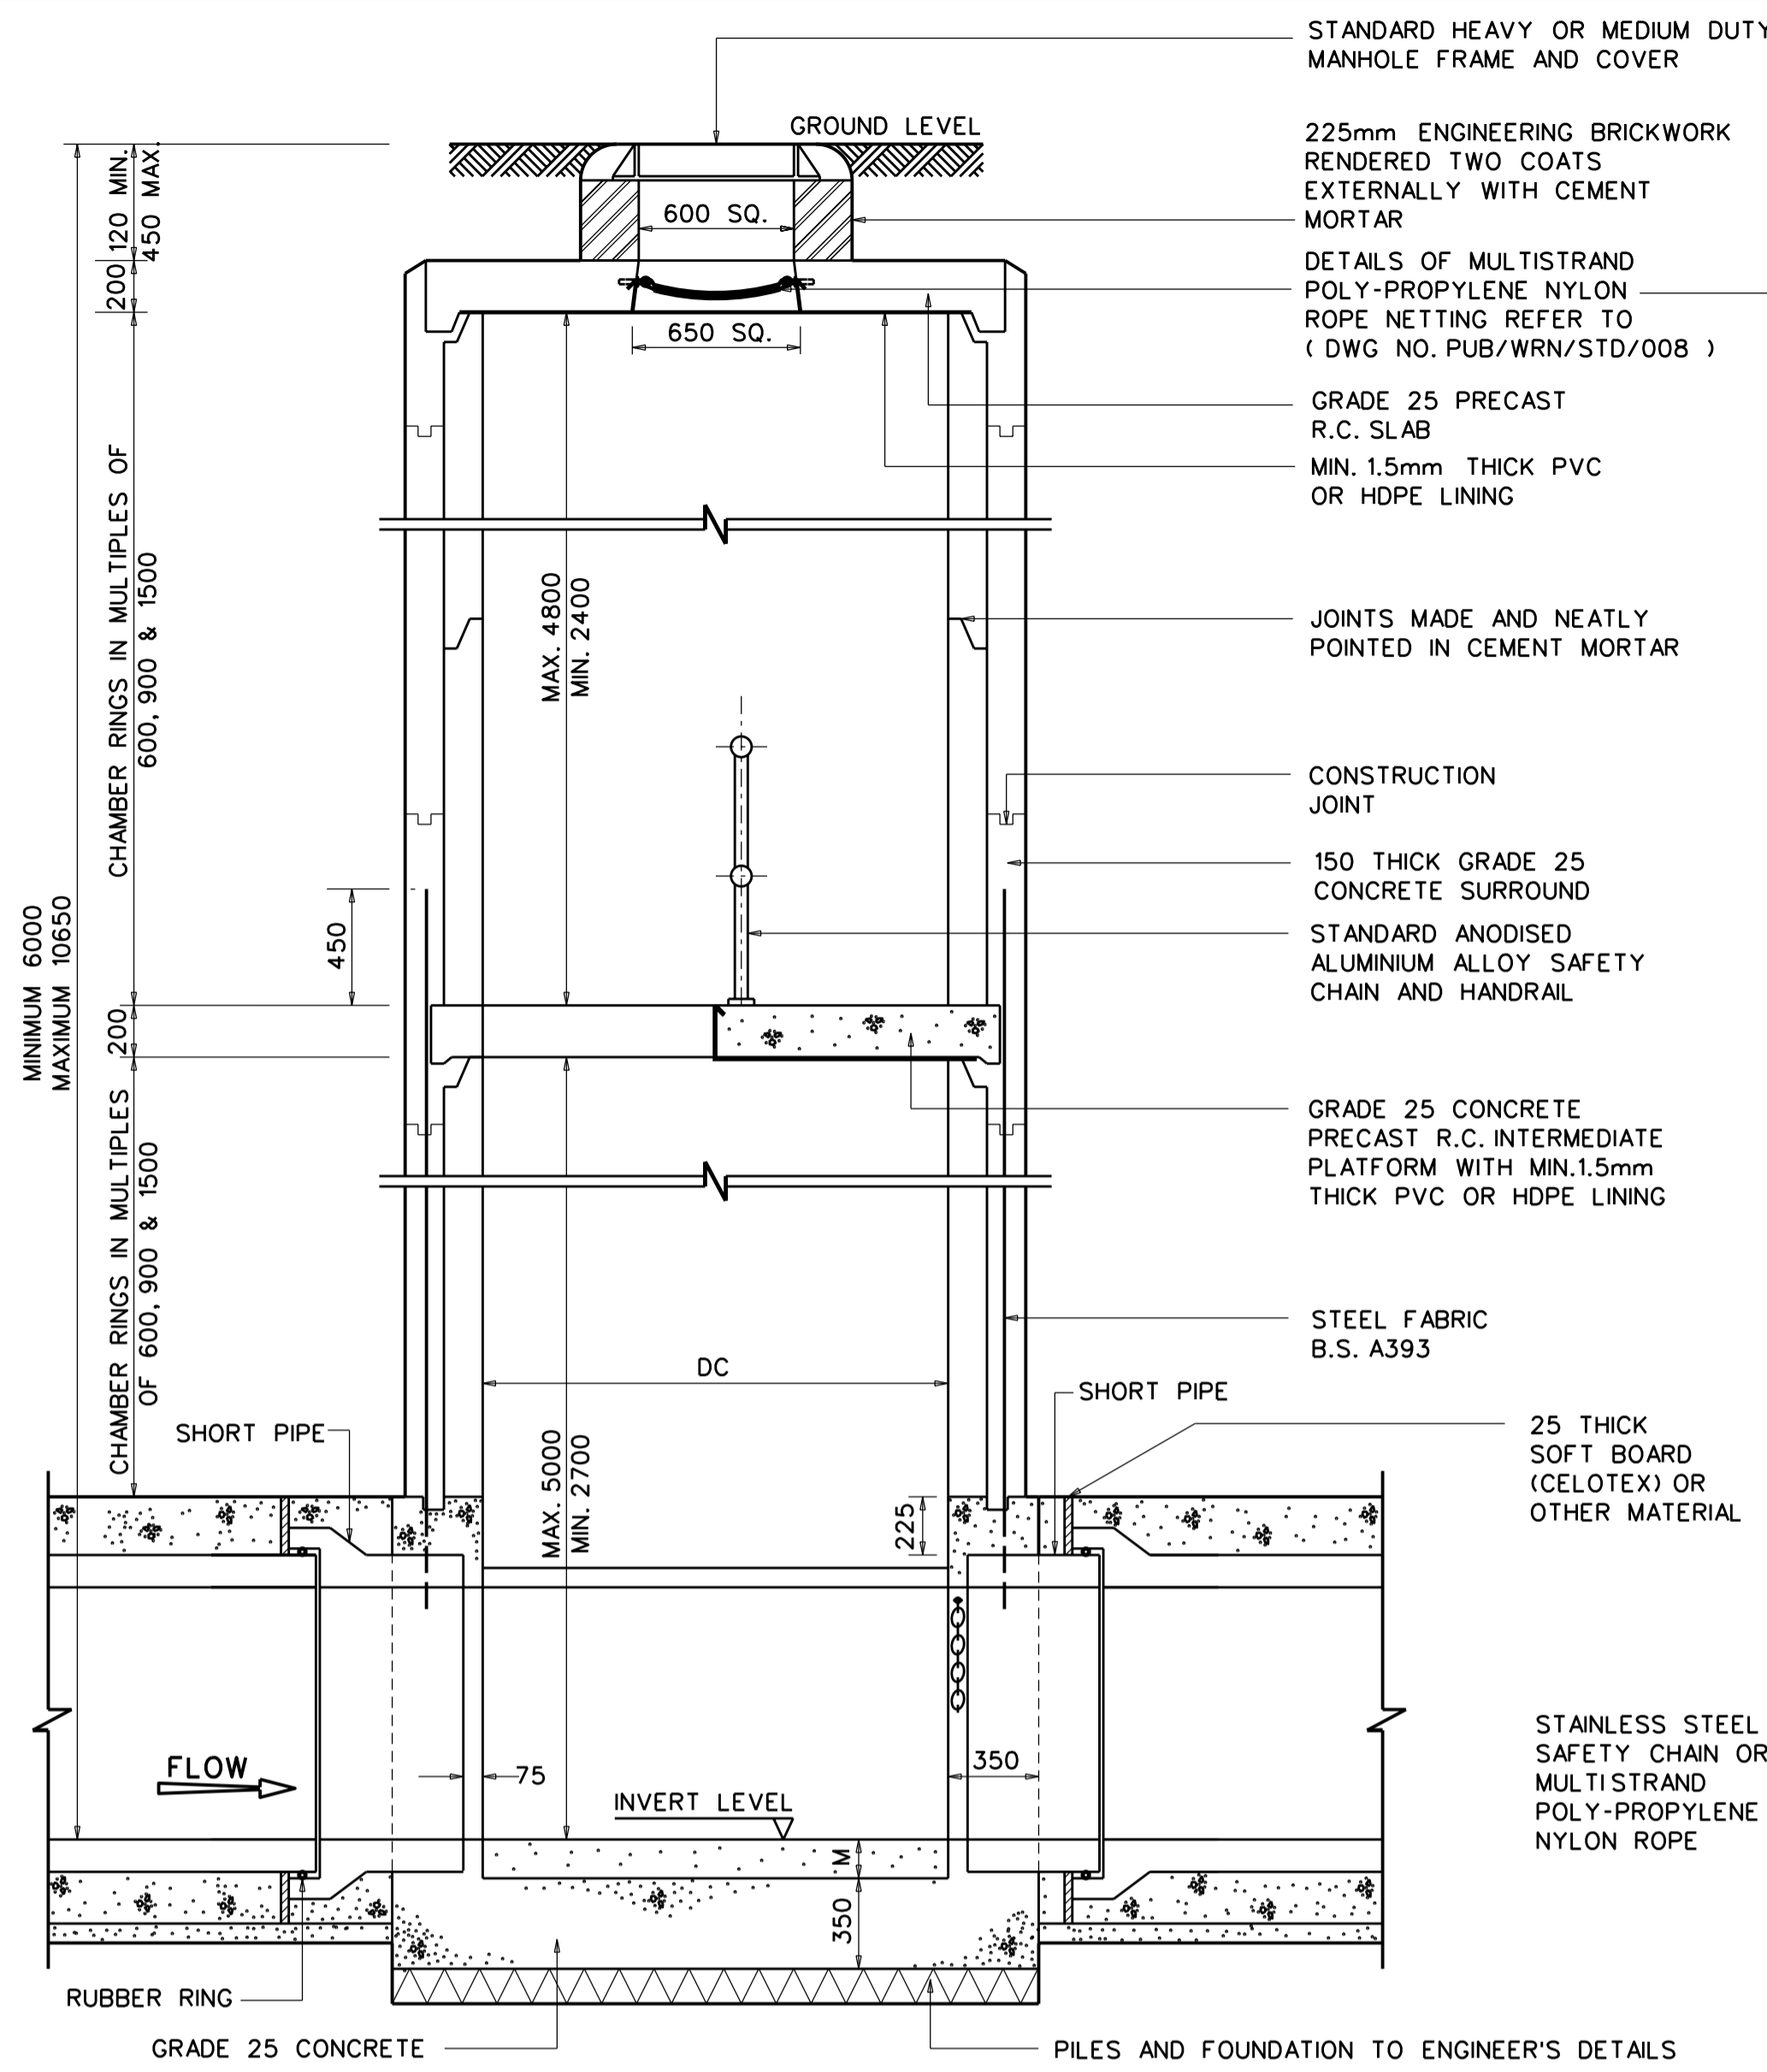 STANDARD HEAVY OR MEDIUM DUTY
MANHOLE FRAME AND COVER
GROUND LEVEL
225mm ENGINEERING BRICKWORK
RENDERED TWO COATS
EXTERNALLY WITH CEMENT
MORTAR
120 MIN.
450 MAX.
600 SQ.
200
DETAILS OF MULTISTRAND
POLY-PROPYLENE NYLON
ROPE NETTING REFER TO
( DWG NO. PUB/WRN/STD/008 )
650 SQ.
GRADE 25 PRECAST
R.C. SLAB
MIN. 1.5mm THICK PVC
OR HDPE LINING
CHAMBER RINGS IN MULTIPLES OF
600, 900 & 1500
MAX. 4800
MIN. 2400
JOINTS MADE AND NEATLY
POINTED IN CEMENT MORTAR
CONSTRUCTION
JOINT
150 THICK GRADE 25
CONCRETE SURROUND
MINIMUM 6000
MAXIMUM 10650
450
STANDARD ANODISED
ALUMINIUM ALLOY SAFETY
CHAIN AND HANDRAIL
200
GRADE 25 CONCRETE
PRECAST R.C. INTERMEDIATE
PLATFORM WITH MIN.1.5mm
THICK PVC OR HDPE LINING
CHAMBER RINGS IN MULTIPLES
OF 600, 900 & 1500
STEEL FABRIC
B.S. A393
DC
SHORT PIPE
SHORT PIPE
25 THICK
SOFT BOARD
(CELOTEX) OR
OTHER MATERIAL
MAX. 5000
MIN. 2700
225
STAINLESS STEEL
SAFETY CHAIN OR
MULTISTRAND
POLY-PROPYLENE
NYLON ROPE
FLOW
75
350
INVERT LEVEL
M
350
RUBBER RING
GRADE 25 CONCRETE
PILES AND FOUNDATION TO ENGINEER'S DETAILS